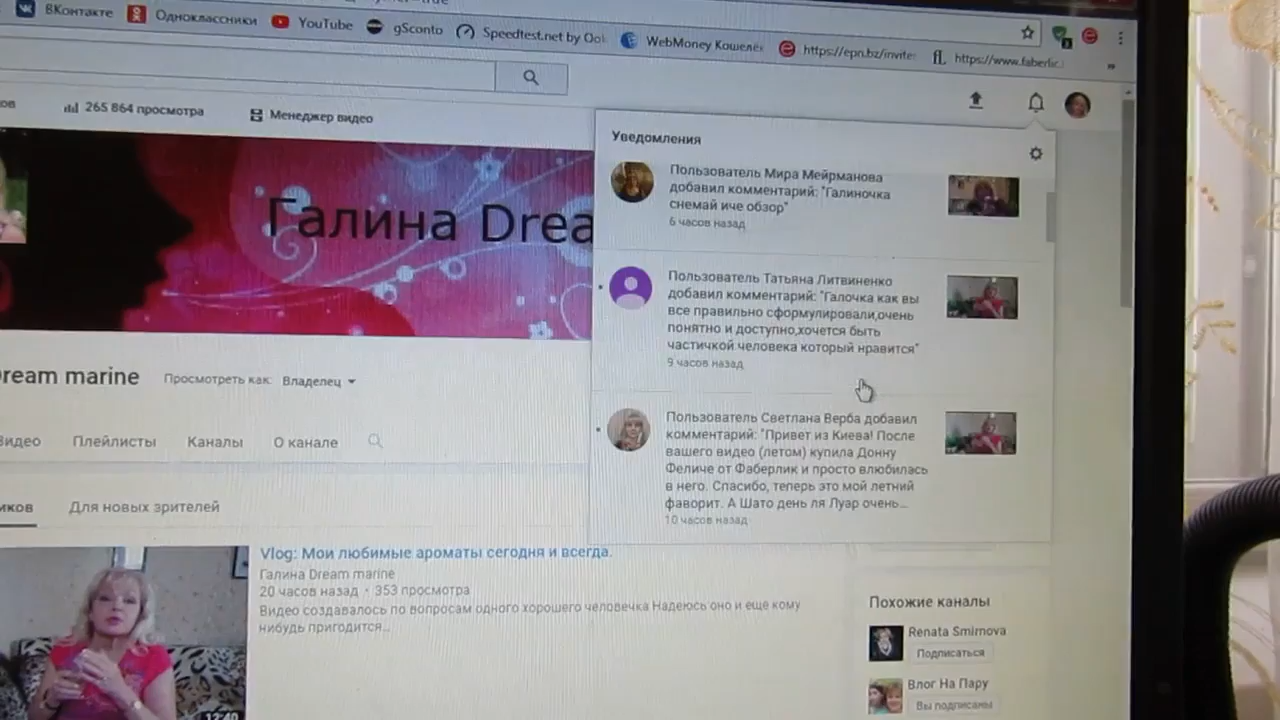 ВКонтакте
Одноклассники
YouTube
gSconto
Speedtest.net by Ookl
WebMoney Кошелёк
https://epn.bz/invite
https://www.faberlic.
ов
265 864 просмотра
Менеджер видео
Галина Drea
Уведомления
Пользователь Мира Мейрманова
добавил комментарий: "Галиночка
снемай иче обзор"
6 часов назад
Пользователь Татьяна Литвиненко
добавил комментарий: "Галочка как вы
все правильно сформулировали,очень
понятно и доступно,хочется быть
частичкой человека который нравится"
9 часов назад
Пользователь Светлана Верба добавил
комментарий: "Привет из Киева! После
вашего видео (летом) купила Донну
Феличе от Фаберлик и просто влюбилась
в него. Спасибо, теперь это мой летний
фаворит. А Шато день ля Луар очень...
10 часов назад
Dream marine
Просмотреть как: Владелец
Видео
Плейлисты
Каналы
О канале
иков
Для новых зрителей
Vlog: Мои любимые ароматы сегодня и всегда.
Галина Dream marine
20 часов назад • 353 просмотра
Видео создавалось по вопросам одного хорошего человечка Надеюсь оно и еще кому
нибудь пригодится...
12:40
Похожие каналы
Renata Smirnova
Подписаться
Влог На Пару
Вы подписаны